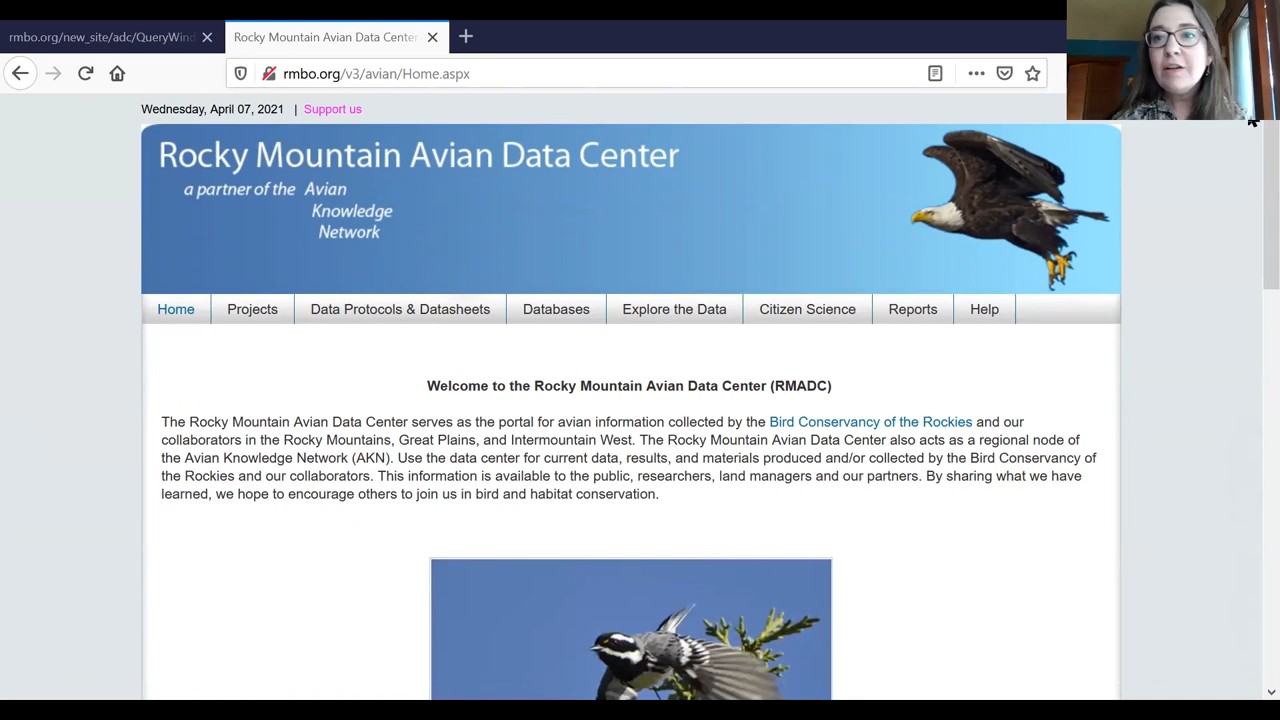 rmbo.org/new_site/adc/QueryWind
Rocky Mountain Avian Data Center
rmbo.org/v3/avian/Home.aspx
Wednesday, April 07, 2021 | Support us
Rocky Mountain Avian Data Center
a partner of the Avian
Knowledge
Network
Home Projects Data Protocols & Datasheets Databases Explore the Data Citizen Science Reports Help
Welcome to the Rocky Mountain Avian Data Center (RMADC)
The Rocky Mountain Avian Data Center serves as the portal for avian information collected by the Bird Conservancy of the Rockies and our
collaborators in the Rocky Mountains, Great Plains, and Intermountain West. The Rocky Mountain Avian Data Center also acts as a regional node of
the Avian Knowledge Network (AKN). Use the data center for current data, results, and materials produced and/or collected by the Bird Conservancy of
the Rockies and our collaborators. This information is available to the public, researchers, land managers and our partners. By sharing what we have
learned, we hope to encourage others to join us in bird and habitat conservation.